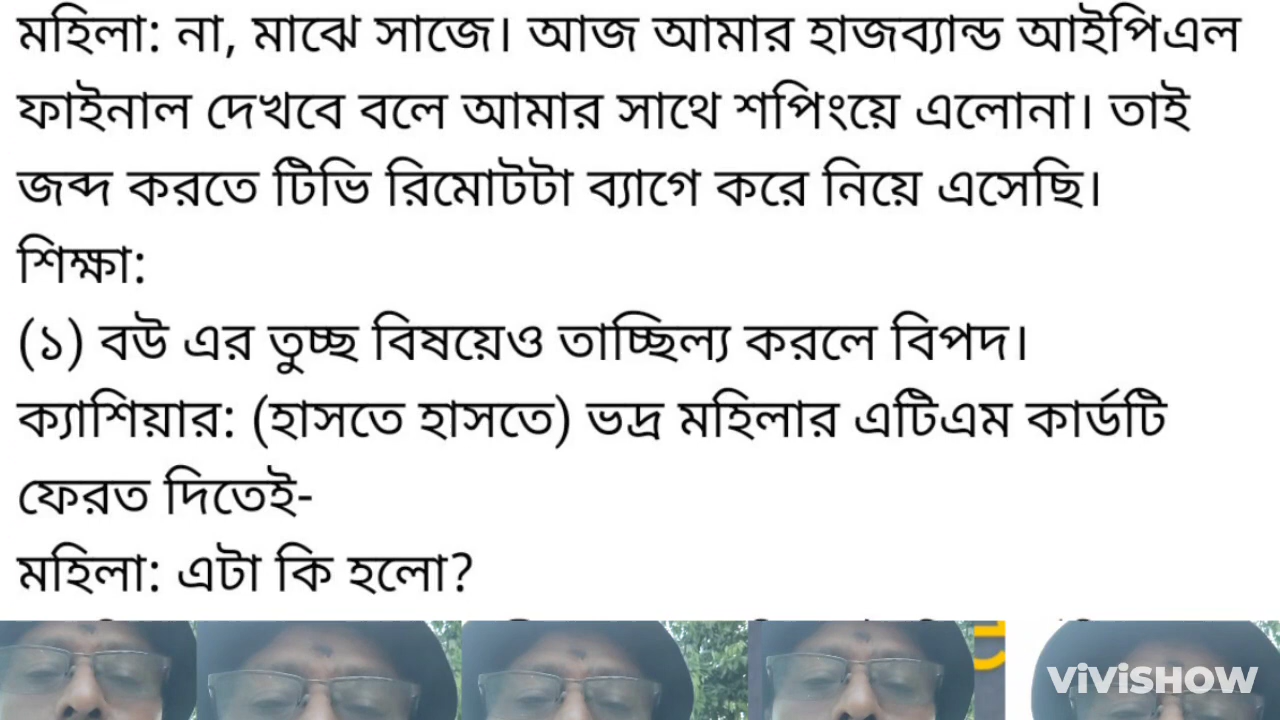 মহিলা: না, মাঝে সাজে। আজ আমার হাজব্যান্ড আইপিএল
ফাইনাল দেখবে বলে আমার সাথে শপিংয়ে এলোনা। তাই
জব্দ করতে টিভি রিমোটটা ব্যাগে করে নিয়ে এসেছি।
শিক্ষা:
(১) বউ এর তুচ্ছ বিষয়েও তাচ্ছিল্য করলে বিপদ।
ক্যাশিয়ার: (হাসতে হাসতে) ভদ্র মহিলার এটিএম কার্ডটি
ফেরত দিতেই-
মহিলা: এটা কি হলো?
ViViSHOW